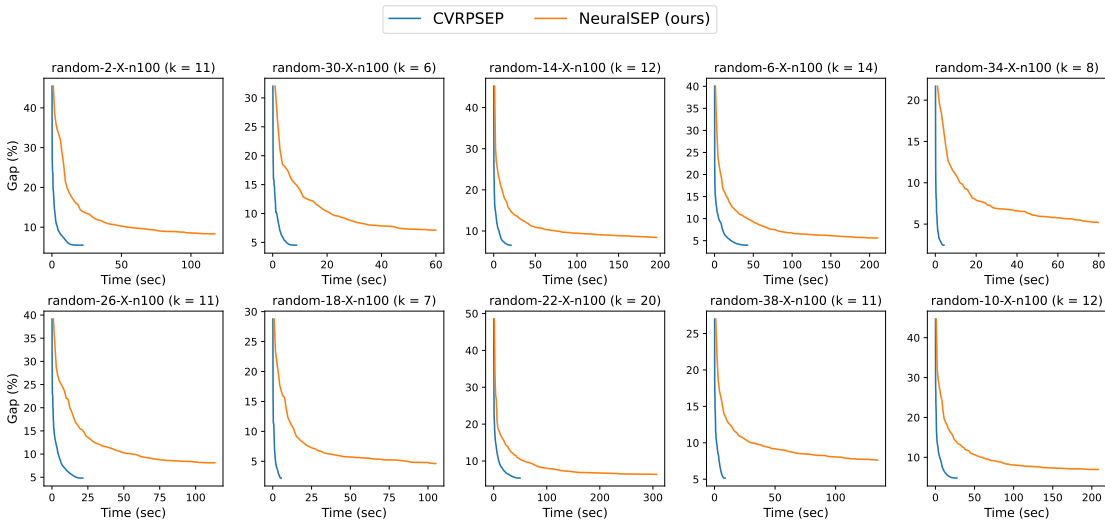 CVRPSEP NeuralSEP (ours)
random-2-X-n100 (k = 11)
Gap (%)
40
30
20
10
0 50 100
Time (sec)
random-30-X-n100 (k = 6)
30
25
20
15
10
5
0 20 40 60
Time (sec)
random-14-X-n100 (k = 12)
40
30
20
10
0 50 100 150 200
Time (sec)
random-6-X-n100 (k = 14)
40
35
30
25
20
15
10
5
0 50 100 150 200
Time (sec)
random-34-X-n100 (k = 8)
20
15
10
5
0 20 40 60 80
Time (sec)
random-26-X-n100 (k = 11)
Gap (%)
40
35
30
25
20
15
10
5
0 25 50 75 100
Time (sec)
random-18-X-n100 (k = 7)
30
25
20
15
10
5
0 25 50 75 100
Time (sec)
random-22-X-n100 (k = 20)
50
40
30
20
10
0 100 200 300
Time (sec)
random-38-X-n100 (k = 11)
25
20
15
10
5
0 50 100
Time (sec)
random-10-X-n100 (k = 12)
40
30
20
10
0 50 100 150 200
Time (sec)